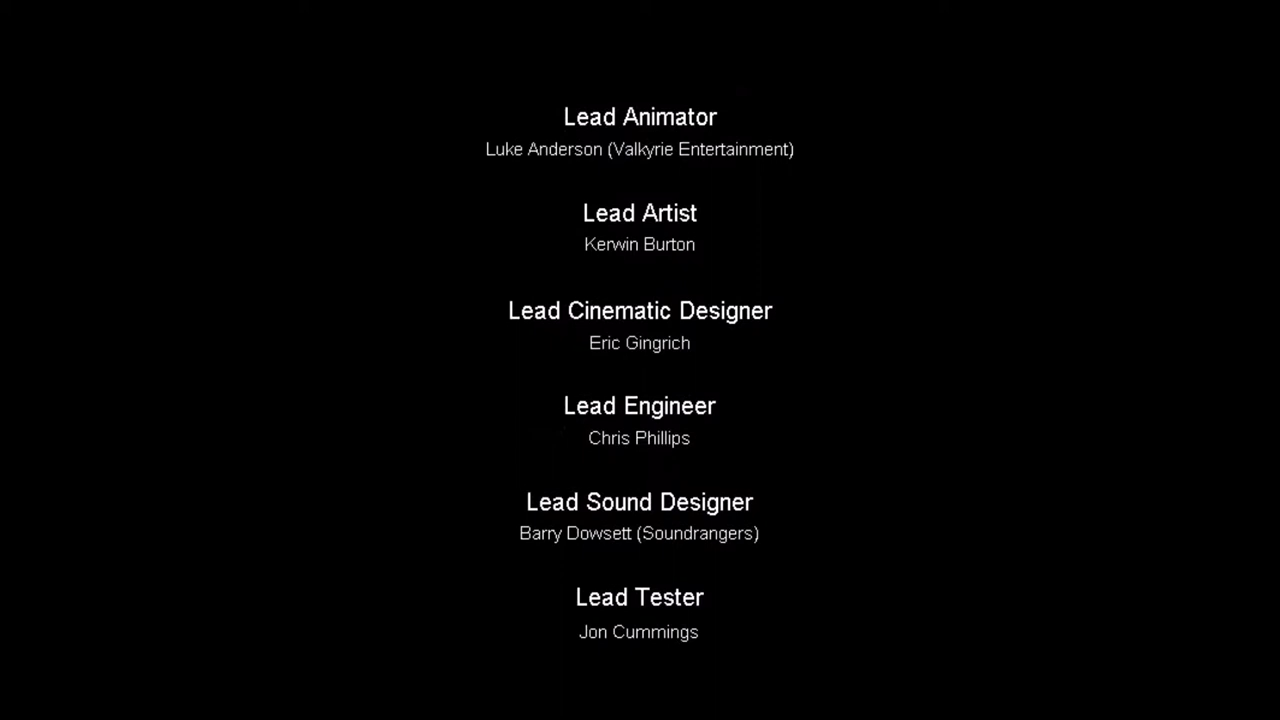 Lead Animator
Luke Anderson (Valkyrie Entertainment)
Lead Artist
Kerwin Burton
Lead Cinematic Designer
Eric Gingrich
Lead Engineer
Chris Phillips
Lead Sound Designer
Barry Dowsett (Soundrangers)
Lead Tester
Jon Cummings